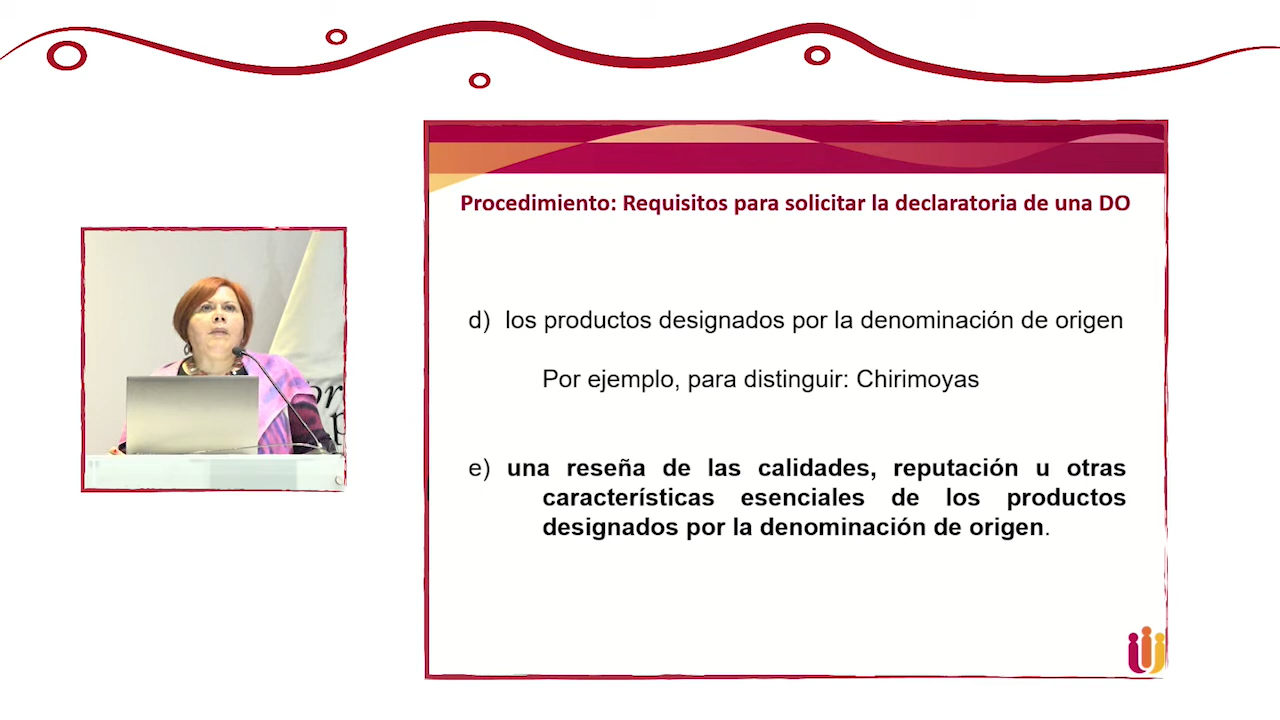 Procedimiento: Requisitos para solicitar la declaratoria de una DO
d) los productos designados por la denominación de origen
Por ejemplo, para distinguir: Chirimoyas
e) una reseña de las calidades, reputación u otras
características esenciales de los productos
designados por la denominación de origen.